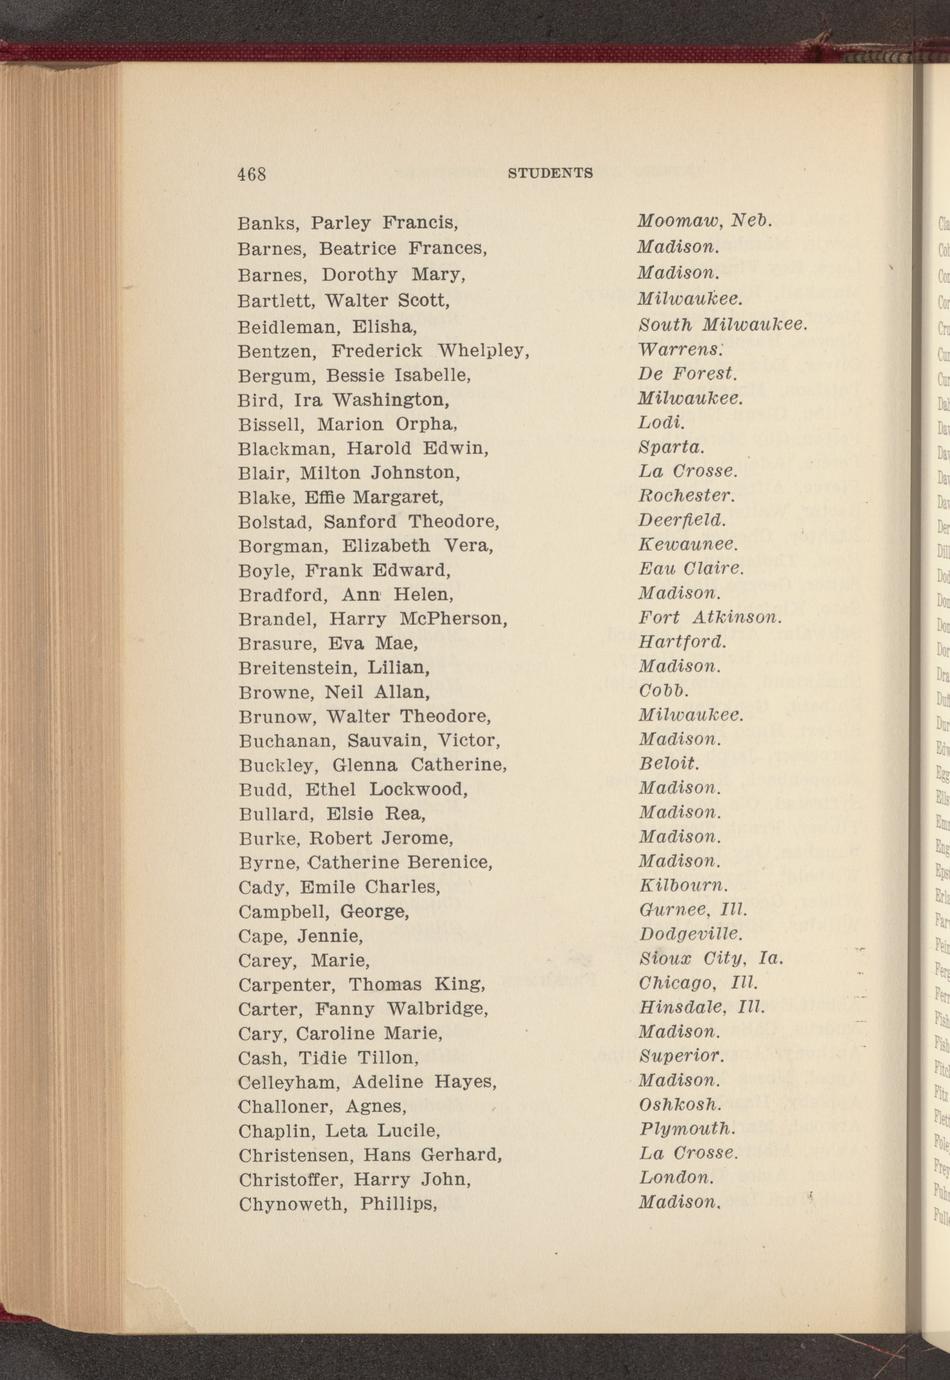 468 STUDENTS
Banks, Parley Francis, Moomaw, Neb.
Barnes, Beatrice Frances, Madison.
Barnes, Dorothy Mary, Madison.
Bartlett, Walter Scott, Milwaukee.
Beidleman, Elisha, South Milwaukee.
Bentzen, Frederick Whelpley, Warrens.
Bergum, Bessie Isabelle, De Forest.
Bird, Ira Washington, Milwaukee.
Bissell, Marion Orpha, Lodi.
Blackman, Harold Edwin, Sparta.
Blair, Milton Johnston, La Crosse.
Blake, Effie Margaret, Rochester.
Bolstad, Sanford Theodore, Deerfield.
Borgman, Elizabeth Vera, Kewaunee.
Boyle, Frank Edward, Eau Claire.
Bradford, Ann Helen, Madison.
Brandel, Harry McPherson, Fort Atkinson.
Brasure, Eva Mae, Hartford.
Breitenstein, Lilian, Madison.
Browne, Neil Allan, Cobb.
Brunow, Walter Theodore, Milwaukee.
Buchanan, Sauvain, Victor, Madison.
Buckley, Glenna Catherine, Beloit.
Budd, Ethel Lockwood, Madison.
Bullard, Elsie Rea, Madison.
Burke, Robert Jerome, Madison.
Byrne, Catherine Berenice, Madison.
Cady, Emile Charles, Kilbourn.
Campbell, George, Gurnee, Ill.
Cape, Jennie, Dodgeville.
Carey, Marie, Sioux City, Ia.
Carpenter, Thomas King, Chicago, Ill.
Carter, Fanny Walbridge, Hinsdale, Ill.
Cary, Caroline Marie, Madison.
Cash, Tidie Tillon, Superior.
Celleyham, Adeline Hayes, Madison.
Challoner, Agnes, Oshkosh.
Chaplin, Leta Lucile, Plymouth.
Christensen, Hans Gerhard, La Crosse.
Christoffer, Harry John, London.
Chynoweth, Phillips, Madison.